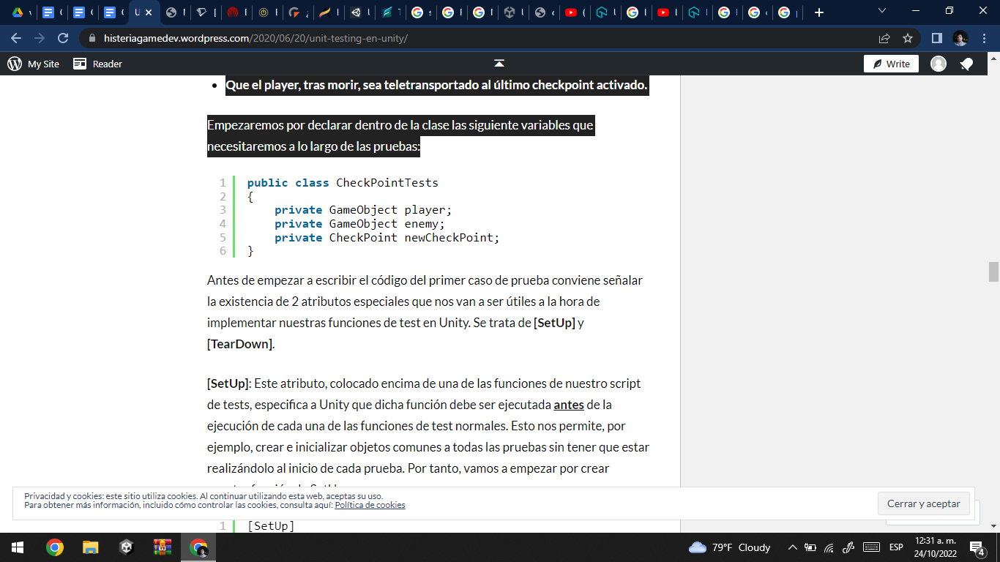 histeriagamedev.wordpress.com/2020/06/20/unit-testing-en-unity/
My Site
Reader
Write
• Que el player, tras morir, sea teletransportado al último checkpoint activado.
Empezaremos por declarar dentro de la clase las siguiente variables que
necesitaremos a lo largo de las pruebas:
1 public class CheckPointTests
2 {
3 private GameObject player;
4 private GameObject enemy;
5 private CheckPoint newCheckPoint;
6 }
Antes de empezar a escribir el código del primer caso de prueba conviene señalar
la existencia de 2 atributos especiales que nos van a ser útiles a la hora de
implementar nuestras funciones de test en Unity. Se trata de [SetUp] y
[TearDown].
[SetUp]: Este atributo, colocado encima de una de las funciones de nuestro script
de tests, especifica a Unity que dicha función debe ser ejecutada antes de la
ejecución de cada una de las funciones de test normales. Esto nos permite, por
ejemplo, crear e inicializar objetos comunes a todas las pruebas sin tener que estar
realizándolo al inicio de cada prueba. Por tanto, vamos a empezar por crear
Privacidad y cookies: este sitio utiliza cookies. Al continuar utilizando esta web, aceptas su uso.
Para obtener más información, incluido cómo controlar las cookies, consulta aquí: Política de cookies
Cerrar y aceptar
1 [SetUp]
79°F Cloudy
ESP
12:31 a. m.
24/10/2022
4